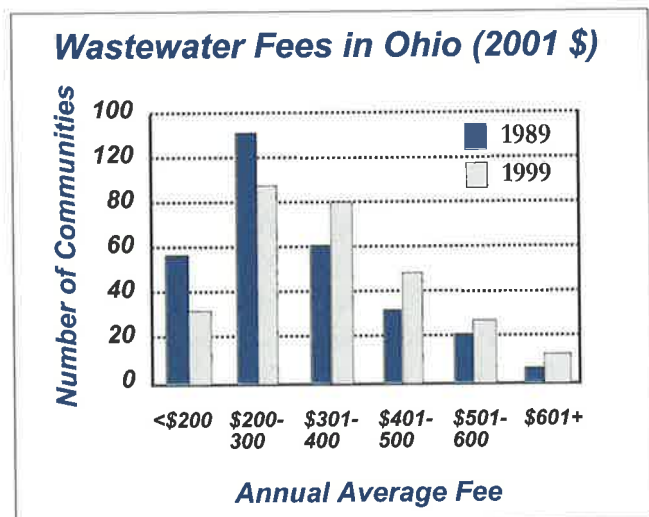 Wastewater Fees in Ohio (2001 $)
Number of Communities
100
120
80
60
40
20
0
1989
1999
<$200 $200-300 $301-400 $401-500 $501-600 $601+
Annual Average Fee